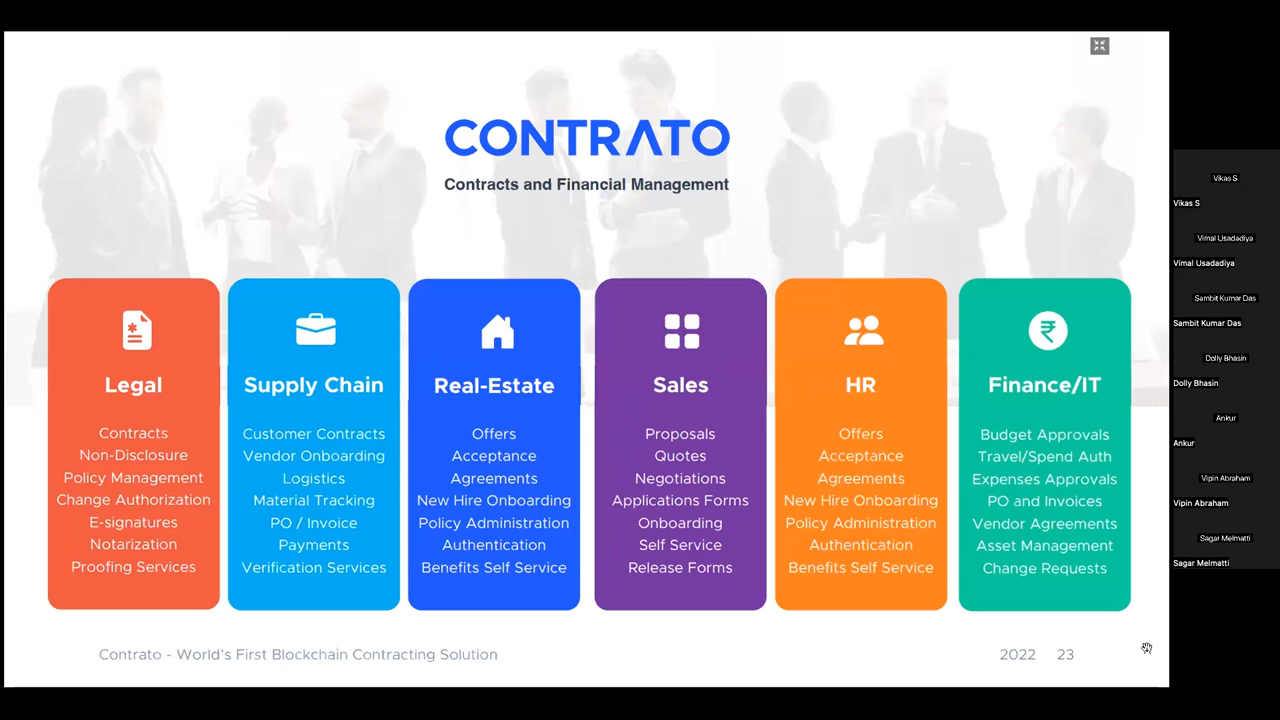 CONTRATO
Contracts and Financial Management
Legal
Contracts
Non-Disclosure
Policy Management
Change Authorization
E-signatures
Notarization
Proofing Services
Supply Chain
Customer Contracts
Vendor Onboarding
Logistics
Material Tracking
PO / Invoice
Payments
Verification Services
Real-Estate
Offers
Acceptance
Agreements
New Hire Onboarding
Policy Administration
Authentication
Benefits Self Service
Sales
Proposals
Quotes
Negotiations
Applications Forms
Onboarding
Self Service
Release Forms
HR
Offers
Acceptance
Agreements
New Hire Onboarding
Policy Administration
Authentication
Benefits Self Service
Finance/IT
Budget Approvals
Travel/Spend Auth
Expenses Approvals
PO and Invoices
Vendor Agreements
Asset Management
Change Requests
Contrato - World's First Blockchain Contracting Solution
2022 23
Vikas S
Vikas S
Vimal Usadadiya
Vimal Usadadiya
Sambit Kumar Das
Sambit Kumar Das
Dolly Bhasin
Dolly Bhasin
Ankur
Ankur
Vipin Abraham
Vipin Abraham
Sagar Melmatti
Sagar Melmatti